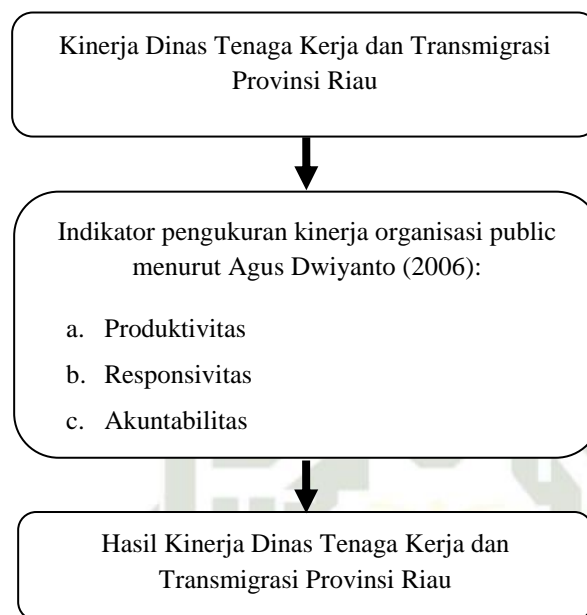 Kinerja Dinas Tenaga Kerja dan Transmigrasi
Provinsi Riau
Indikator pengukuran kinerja organisasi public
menurut Agus Dwiyanto (2006):
a. Produktivitas
b. Responsivitas
c. Akuntabilitas
Hasil Kinerja Dinas Tenaga Kerja dan
Transmigrasi Provinsi Riau